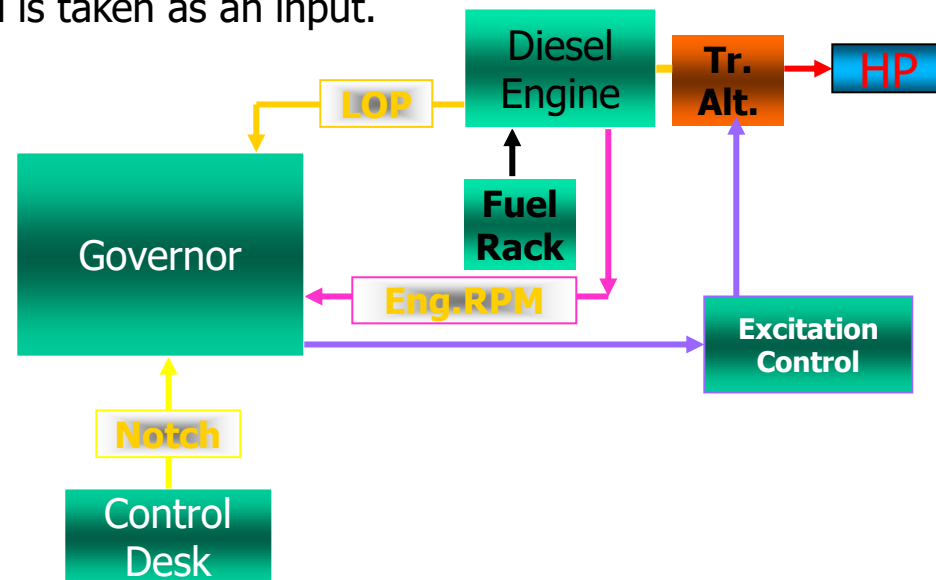 is taken as an input.
Diesel
Engine
Tr.
Alt.
HP
LOP
Fuel
Rack
Governor
Eng.RPM
Excitation
Control
Notch
Control
Desk